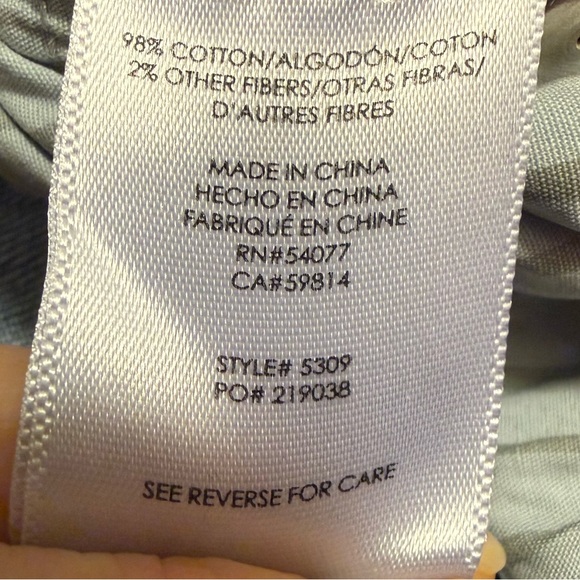 98% COTTON/ALGODÓN/COTON
2% OTHER FIBERS/OTRAS FIBRAS/
D'AUTRES FIBRES
MADE IN CHINA
HECHO EN CHINA
FABRIQUÉ EN CHINE
RN#54077
CA#59814
STYLE# 5309
PO# 219038
SEE REVERSE FOR CARE